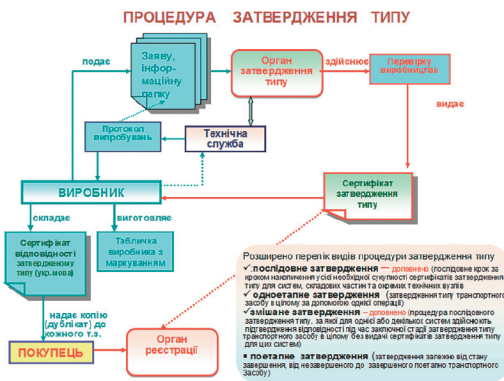 ПРОЦЕДУРА ЗАТВЕРДЖЕННЯ ТИПУ
подає
Заяву,
інфор-
маційну
папку
Орган
затвердження
типу
здійснює
Перевірку
виробництва
видає
Протокол
випробувань
Технічна
служба
ВИРОБНИК
Сертифікат
затвердження
типу
складає
виготовляє
Сертифікат
відповідності
затвердженому
типу (укр.мова)
Табличка
виробника з
маркуванням
надає копію
(дублікат) до
кожного т.з.
ПОКУПЕЦЬ
Орган
реєстрації
Розширено перелік видів процедури затвердження типу
✓.послідовне затвердження — доповнено (послідовне крок за
кроком накопичення усієї необхідної сукупності сертифікатів затвердження
типу для систем, складових частин та окремих технічних вузлів
✓ одноетапне затвердження (затвердження типу транспортного
засобу в цілому за допомогою однієї операції)
✓змішане затвердження – доповнено (процедура послідовного
затвердження типу, за якої для однієї або декількох систем здійснюють
підтвердження відповідності під час заключної стадії затвердження типу
транспортного засобу в цілому без видачі сертифікатів затвердження типу
для цих систем)
▪ поетапне затвердження (затвердження залежно від стану
завершення, від незавершеного до завершеного поетапно транспортного
засобу)